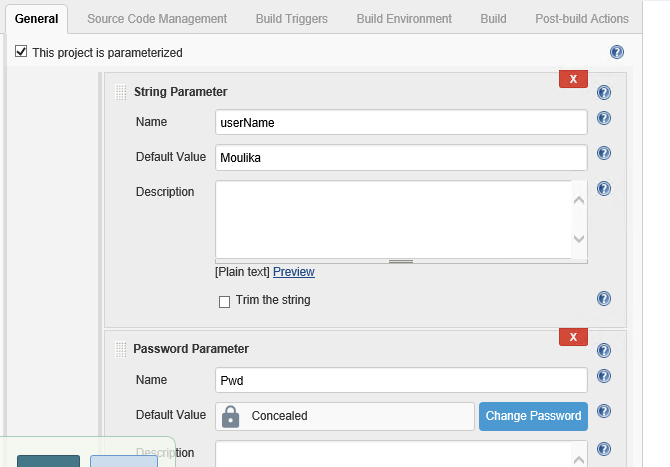 General Source Code Management Build Triggers Build Environment Build Post-build Actions
This project is parameterized
X
String Parameter
Name userName
Default Value Moulika
Description
[Plain text] Preview
Trim the string
X
Password Parameter
Name Pwd
Default Value Concealed Change Password
Description